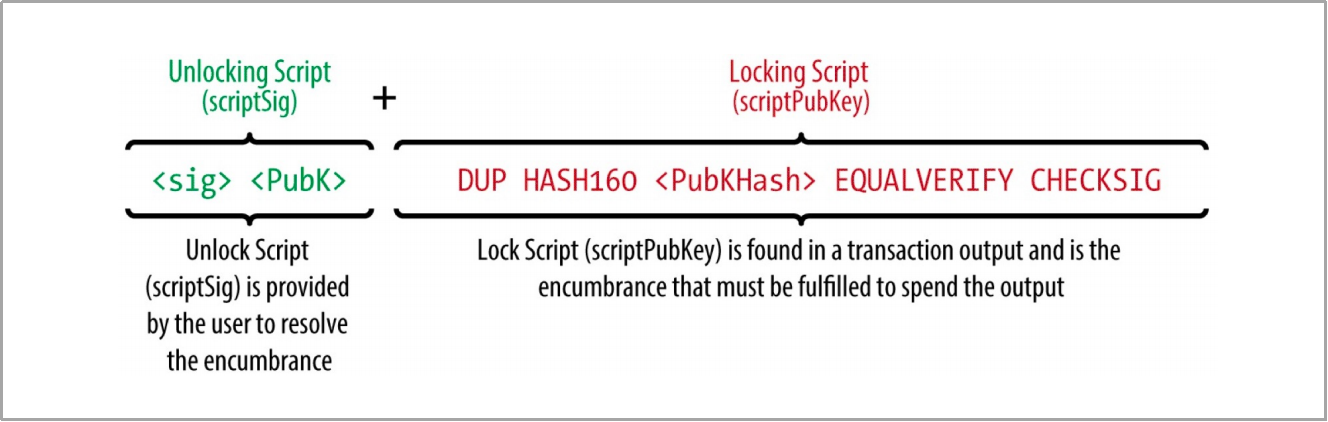 Unlocking Script
(scriptSig)
+
Locking Script
(scriptPubKey)
<sig> <PubK>
DUP HASH160 <PubKHash> EQUALVERIFY CHECKSIG
Unlock Script
(scriptSig) is provided
by the user to resolve
the encumbrance
Lock Script (scriptPubKey) is found in a transaction output and is the
encumbrance that must be fulfilled to spend the output